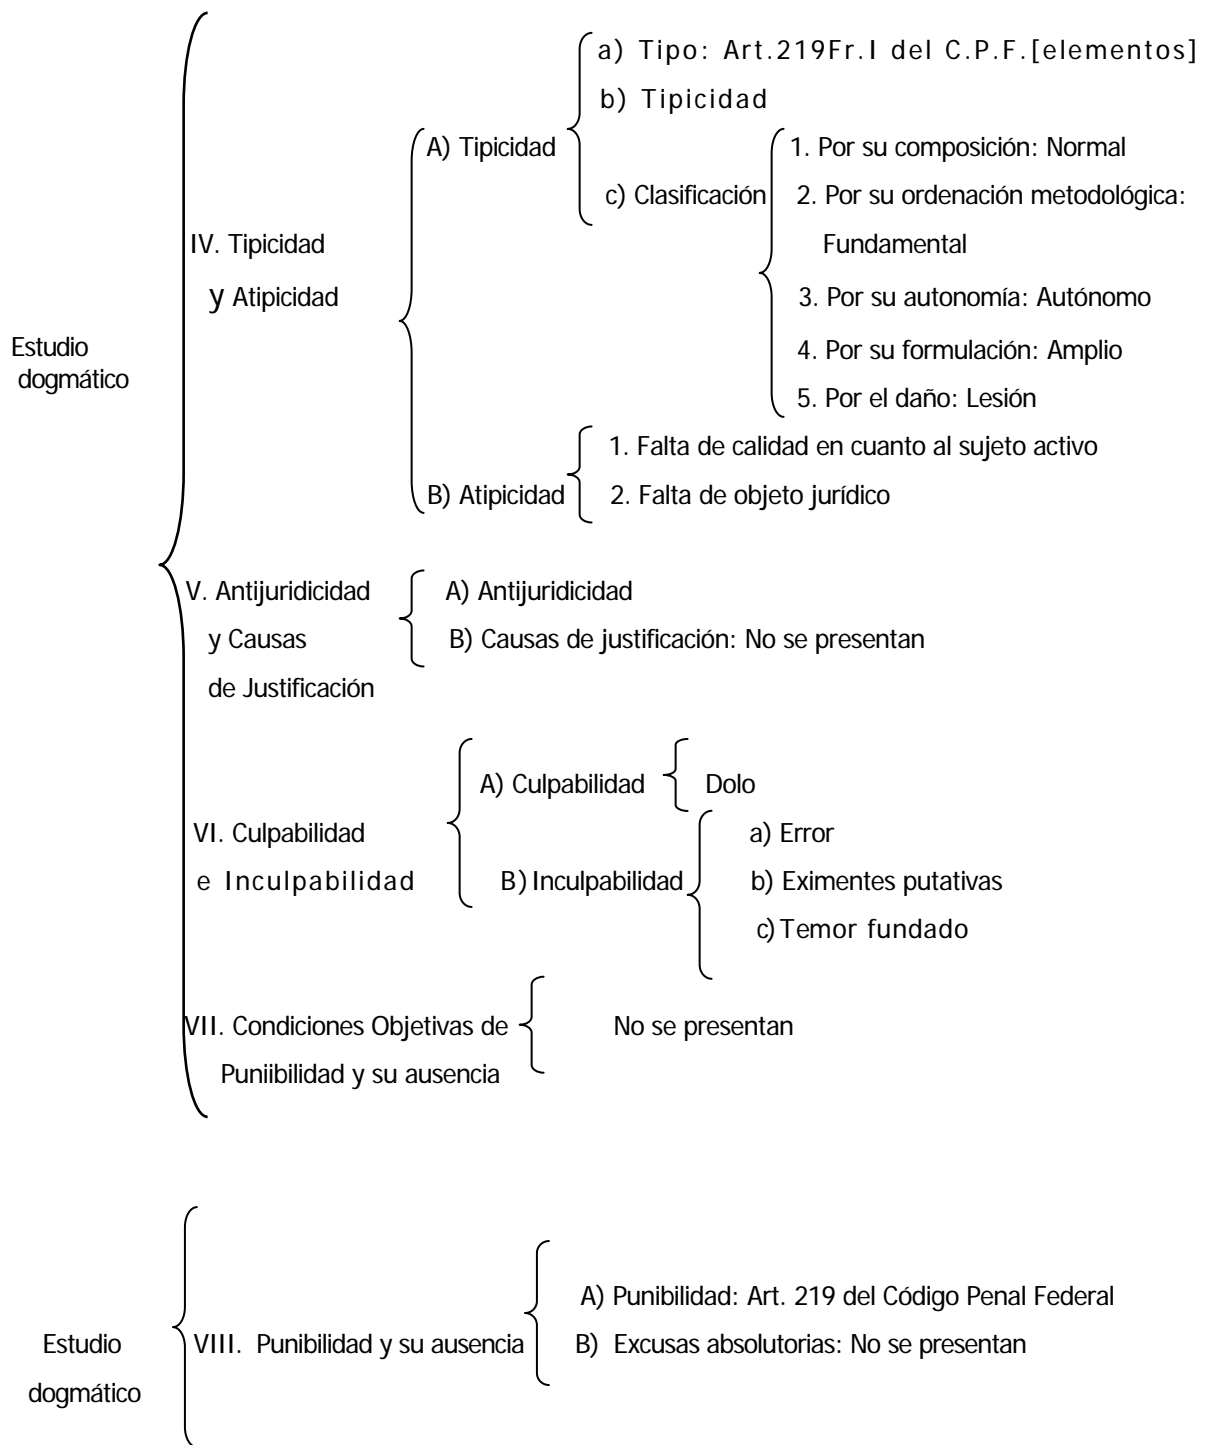 Estudio
dogmático
IV. Tipicidad
y Atipicidad
A) Tipicidad
a) Tipo: Art.219Fr.I del C.P.F.[elementos]
b) Tipicidad
c) Clasificación
1. Por su composición: Normal
2. Por su ordenación metodológica:
Fundamental
3. Por su autonomía: Autónomo
4. Por su formulación: Amplio
5. Por el daño: Lesión
B) Atipicidad
1. Falta de calidad en cuanto al sujeto activo
2. Falta de objeto jurídico
V. Antijuridicidad
y Causas
de Justificación
A) Antijuridicidad
B) Causas de justificación: No se presentan
VI. Culpabilidad
e Inculpabilidad
A) Culpabilidad
Dolo
B) Inculpabilidad
a) Error
b) Eximentes putativas
c) Temor fundado
VII. Condiciones Objetivas de
Puniibilidad y su ausencia
No se presentan
Estudio
dogmático
VIII. Punibilidad y su ausencia
A) Punibilidad: Art. 219 del Código Penal Federal
B) Excusas absolutorias: No se presentan